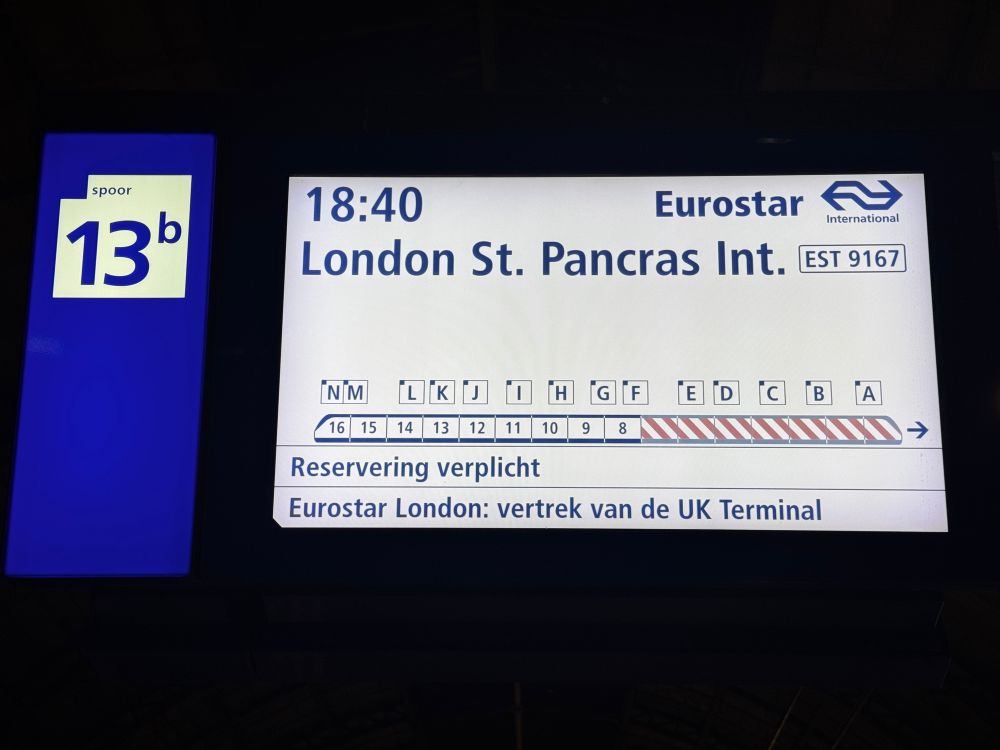 spoor
13b
18:40 Eurostar International
London St. Pancras Int. EST 9167
N M L K J I H G F E D C B A
16 15 14 13 12 11 10 9 8
Reservering verplicht
Eurostar London: vertrek van de UK Terminal